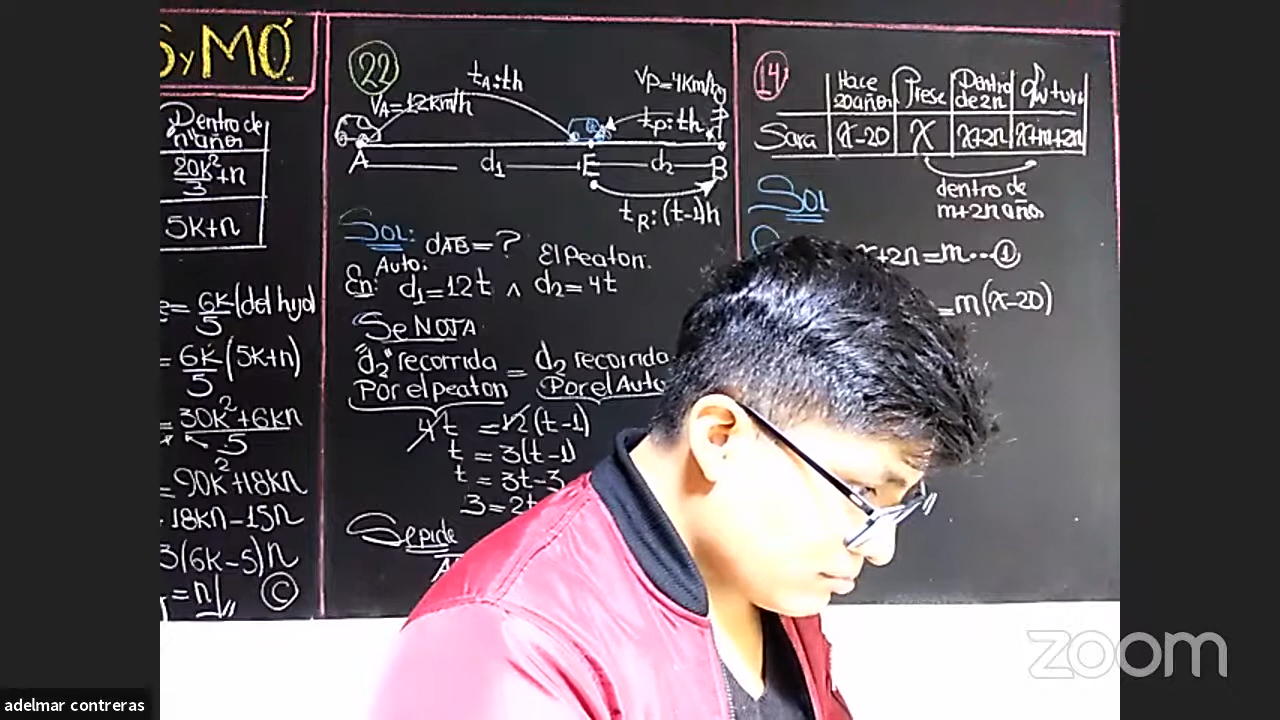 S y MÓ.
Dentro de
"n" años
20k²/3 + n
5k+n
= 6k/5 (del hijo)
= 6k/5 (5k+n)
= 30k²+6kn/5
= 90k²+18kn
18kn-15n
3(6k-5)n
= n
C
22
tA: th
VA=12km/h
VP=4Km/h
tP: th
A
d1
E
d2
B
tR: (t-1)h
Sol:
dAB = ?
Auto:
El Peaton:
En: d1=12t ∧ d2=4t
Se NOTA
"d2" recorrida = d2 recorrida
Por el peaton
Por el Auto
4t = 12(t-1)
t = 3(t-1)
t = 3t-3
3=2t
Se pide
14
Hace 20 años
Prese
Dentro de 2n
futuro
Sara
x-20
x
x+2n
x+m+2n
dentro de
m+2n años
Sol
x+2n=m...①
=m(x-20)
zoom
adelmar contreras